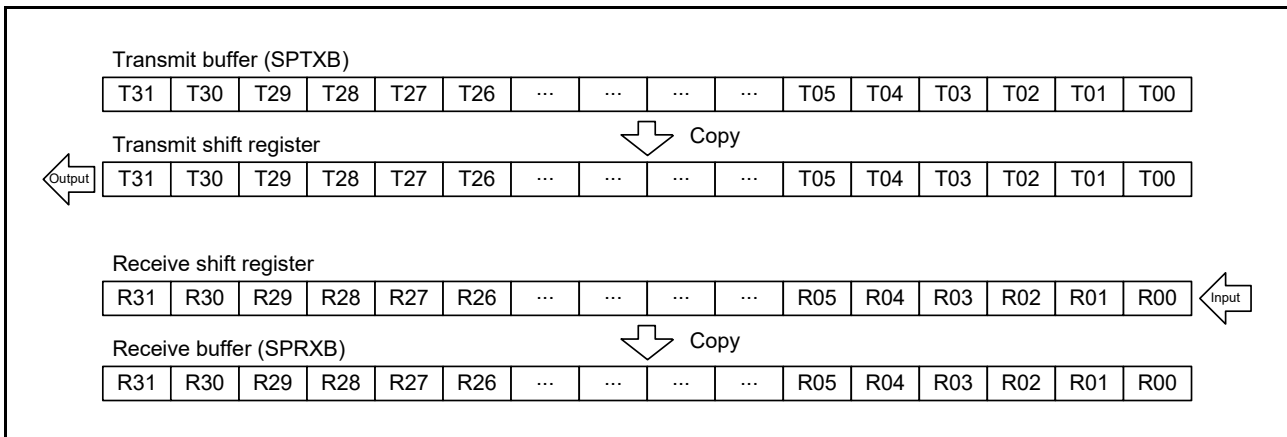 Transmit buffer (SPTXB)
T31 T30 T29 T28 T27 T26 ... ... ... ... T05 T04 T03 T02 T01 T00
Copy
Transmit shift register
Output T31 T30 T29 T28 T27 T26 ... ... ... ... T05 T04 T03 T02 T01 T00
Receive shift register
R31 R30 R29 R28 R27 R26 ... ... ... ... R05 R04 R03 R02 R01 R00 Input
Copy
Receive buffer (SPRXB)
R31 R30 R29 R28 R27 R26 ... ... ... ... R05 R04 R03 R02 R01 R00